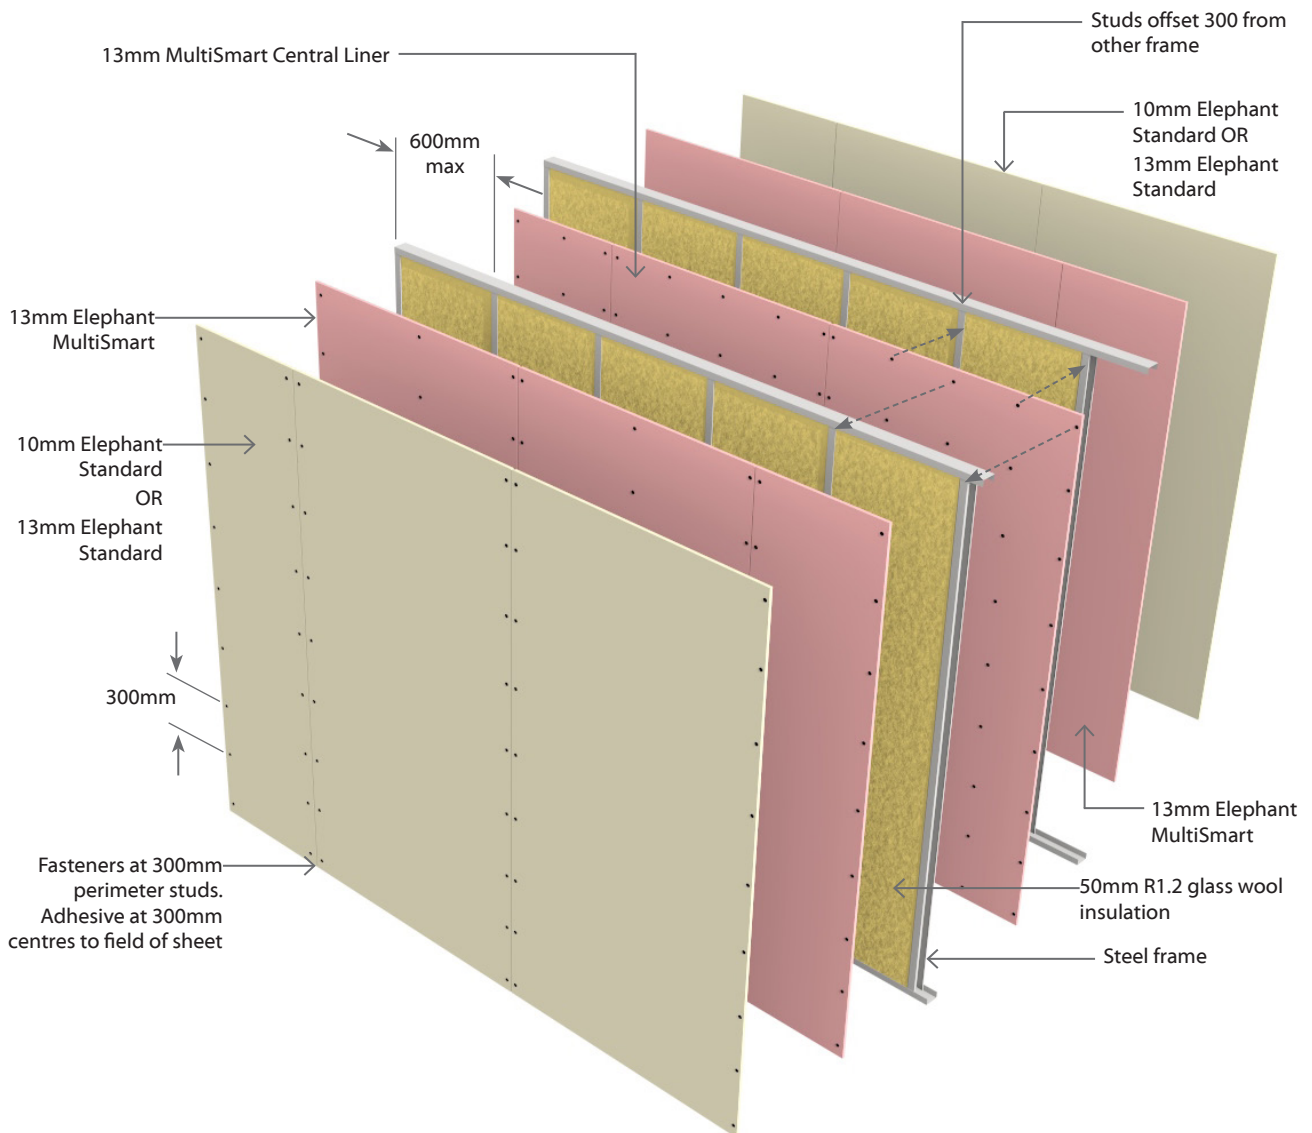 Studs offset 300 from
other frame
13mm MultiSmart Central Liner
10mm Elephant
Standard OR
13mm Elephant
Standard
600mm
max
13mm Elephant
MultiSmart
10mm Elephant
Standard
OR
13mm Elephant
Standard
300mm
13mm Elephant
MultiSmart
Fasteners at 300mm
perimeter studs.
Adhesive at 300mm
centres to field of sheet
50mm R1.2 glass wool
insulation
Steel frame